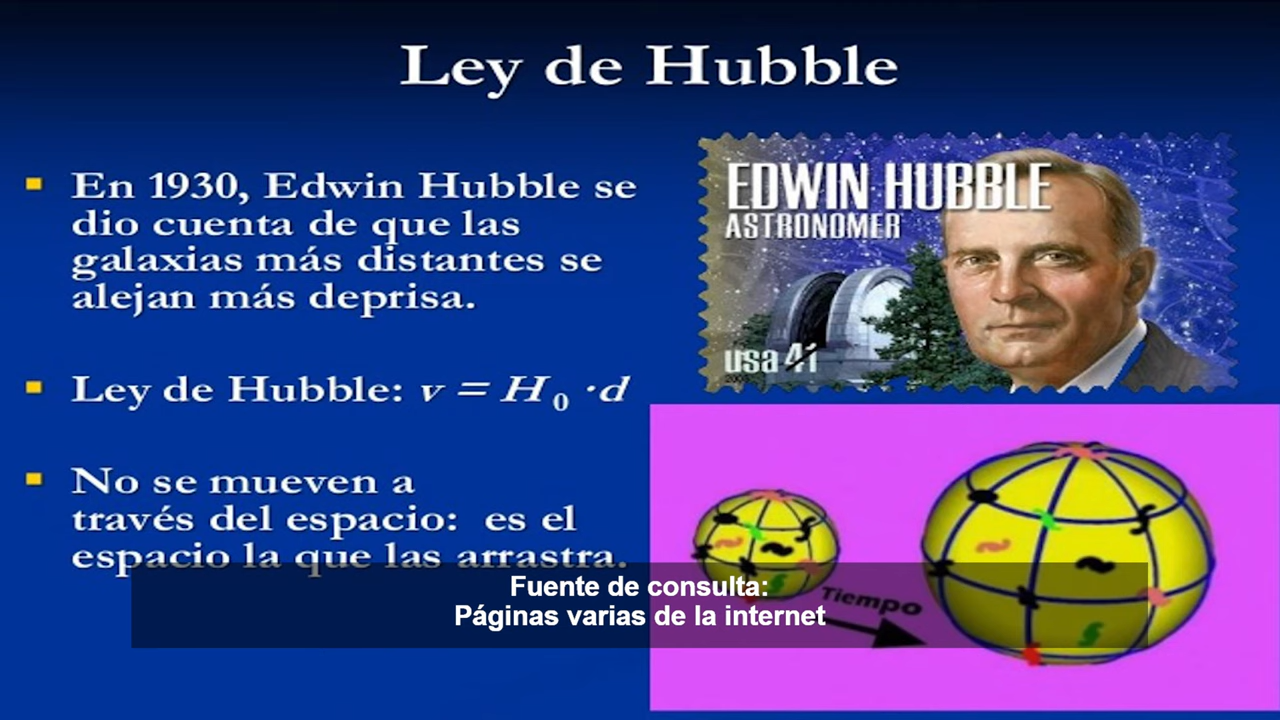 Ley de Hubble
En 1930, Edwin Hubble se
dio cuenta de que las
galaxias más distantes se
alejan más deprisa.
Ley de Hubble: v = H₀ ·d
No se mueven a
través del espacio:  es el
espacio la que las arrastra.
EDWIN HUBBLE
ASTRONOMER
usa 41
Tiempo
Fuente de consulta:
Páginas varias de la internet